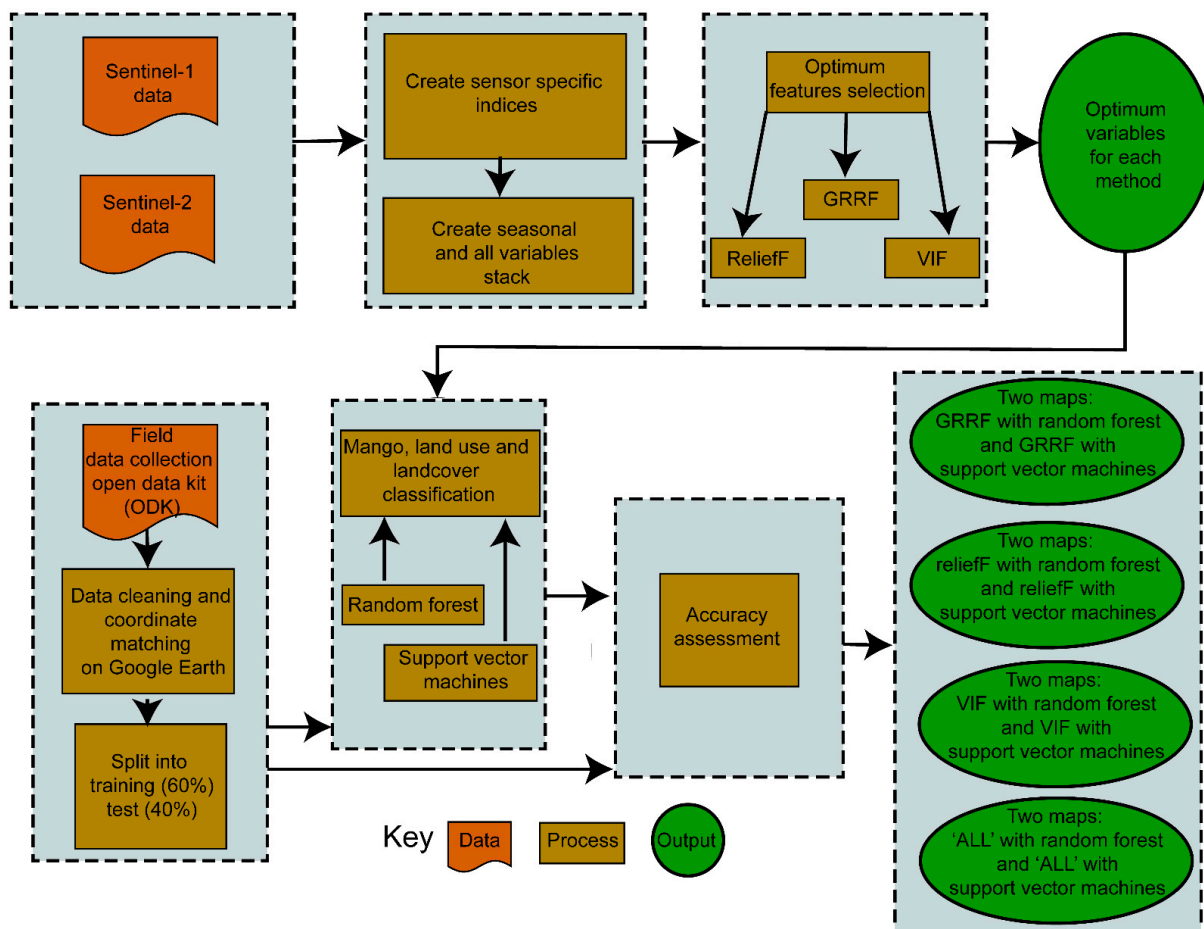 Sentinel-1
data
Sentinel-2
data
Create sensor specific
indices
Create seasonal
and all variables
stack
Optimum
features selection
GRRF
ReliefF
VIF
Optimum
variables
for each
method
Field
data collection
open data kit
(ODK)
Data cleaning and
coordinate
matching
on Google Earth
Split into
training (60%)
test (40%)
Mango, land use and
landcover
classification
Random forest
Support vector
machines
Accuracy
assessment
Two maps:
GRRF with random forest
and GRRF with
support vector machines
Two maps:
reliefF with random forest
and reliefF with
support vector machines
Two maps:
VIF with random forest
and VIF with
support vector machines
Two maps:
‘ALL’ with random forest
and ‘ALL’ with
support vector machines
Key
Data
Process
Output